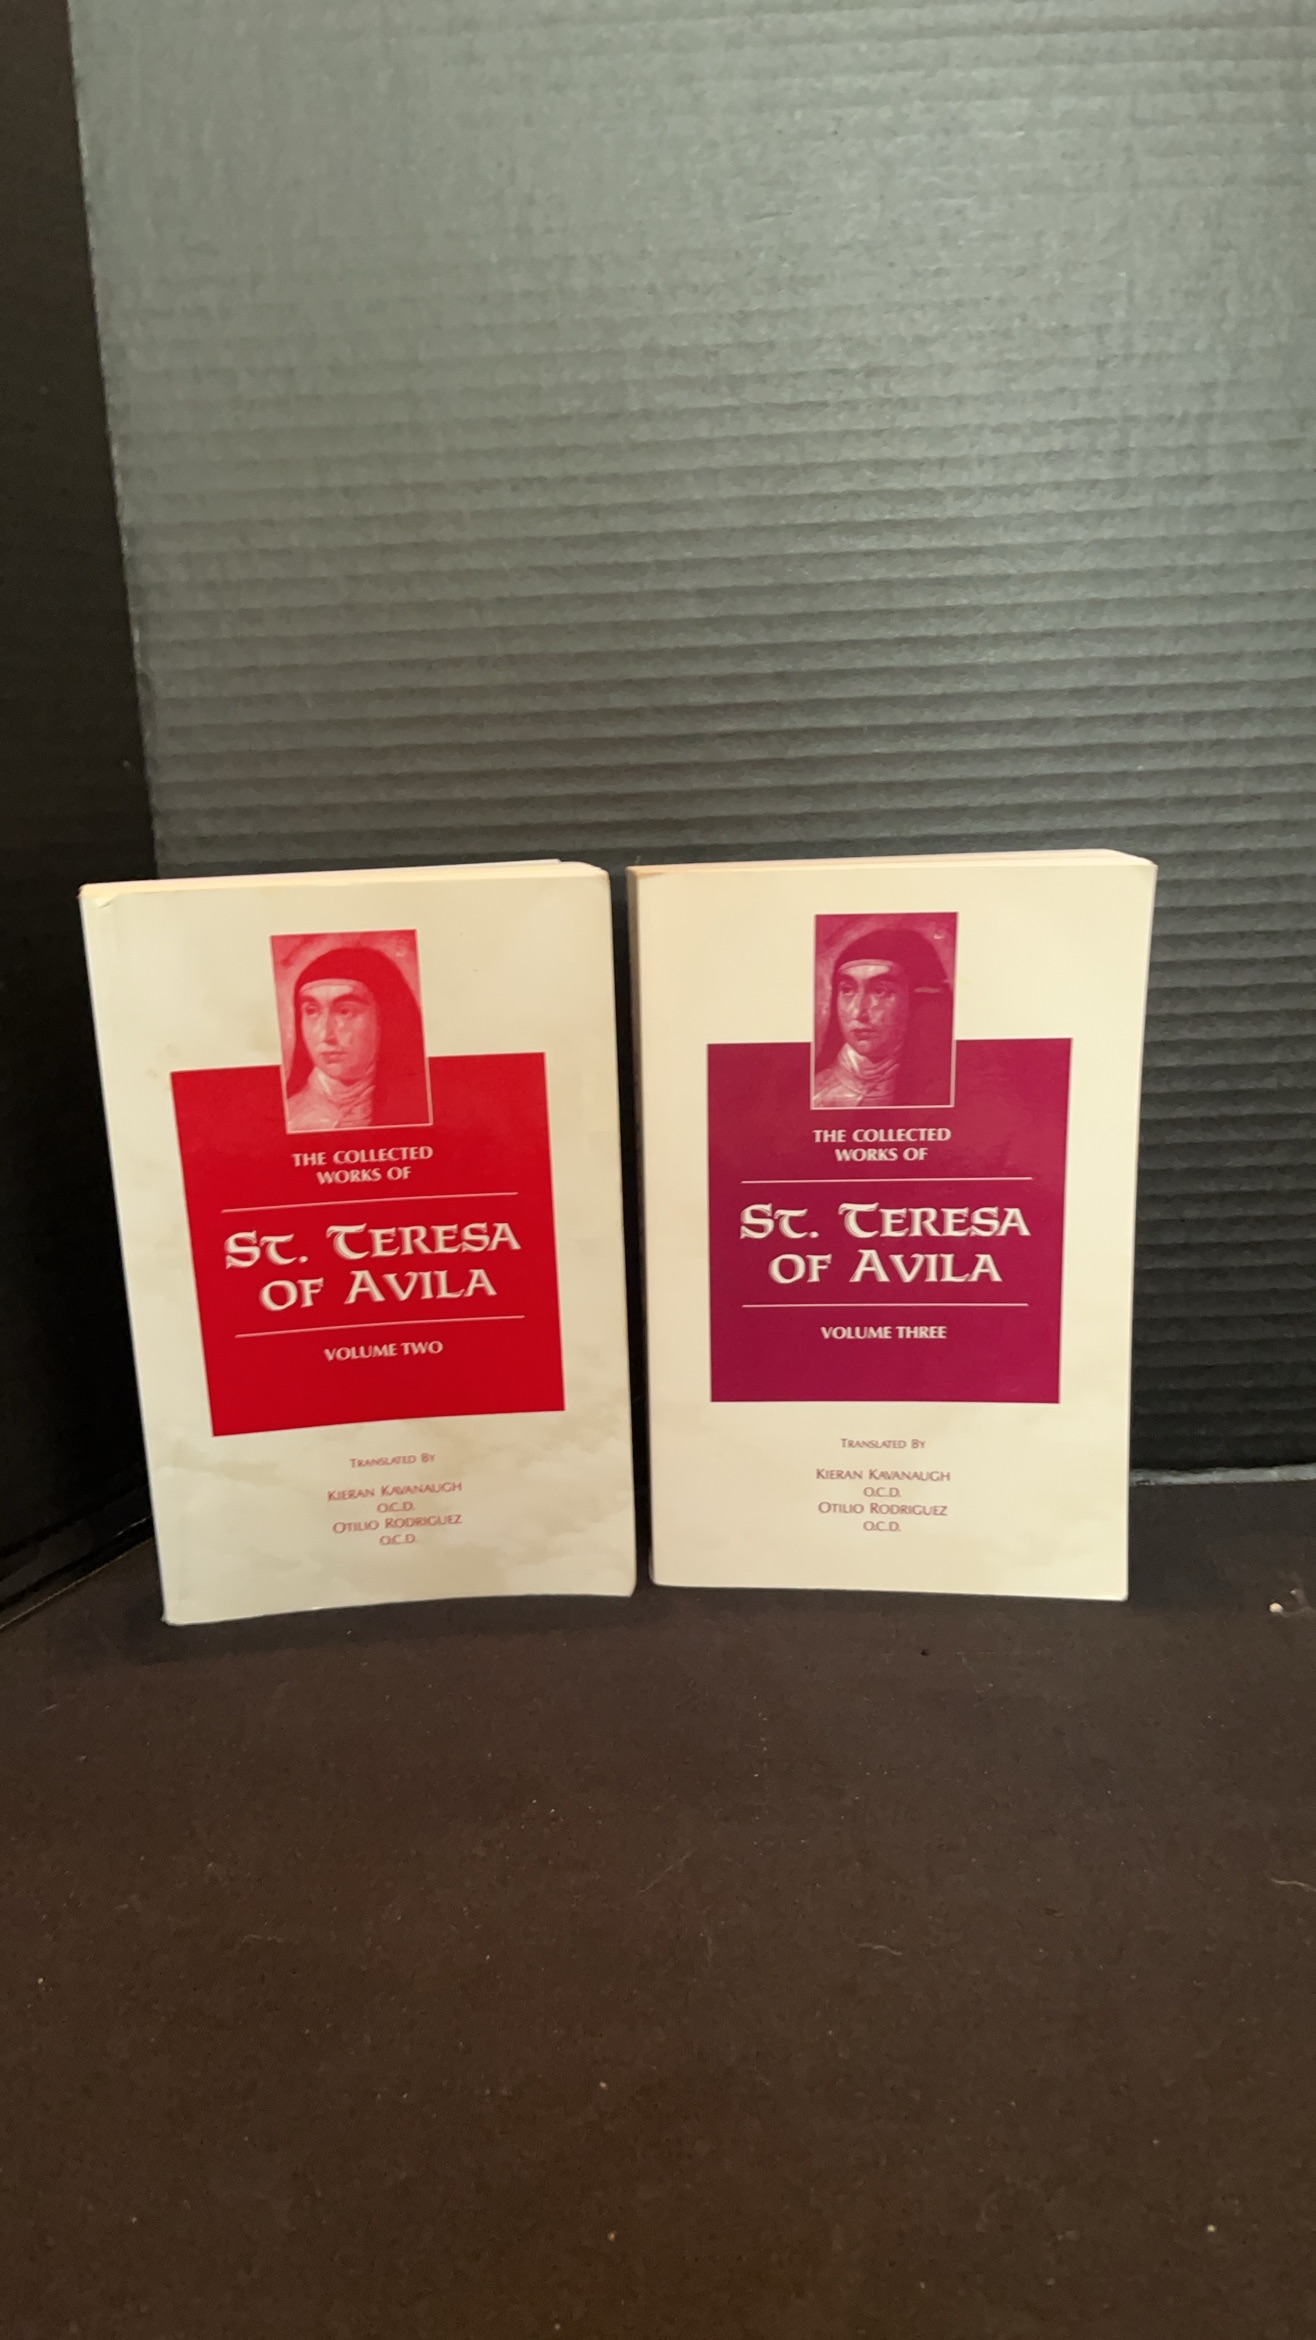 THE COLLECTED
WORKS OF
ST. TERESA
OF AVILA
VOLUME TWO
TRANSLATED BY
KIERAN KAVANAUGH
O.C.D.
OTILIO RODRIGUEZ
O.C.D.
THE COLLECTED
WORKS OF
ST. TERESA
OF AVILA
VOLUME THREE
TRANSLATED BY
KIERAN KAVANAUGH
O.C.D.
OTILIO RODRIGUEZ
O.C.D.